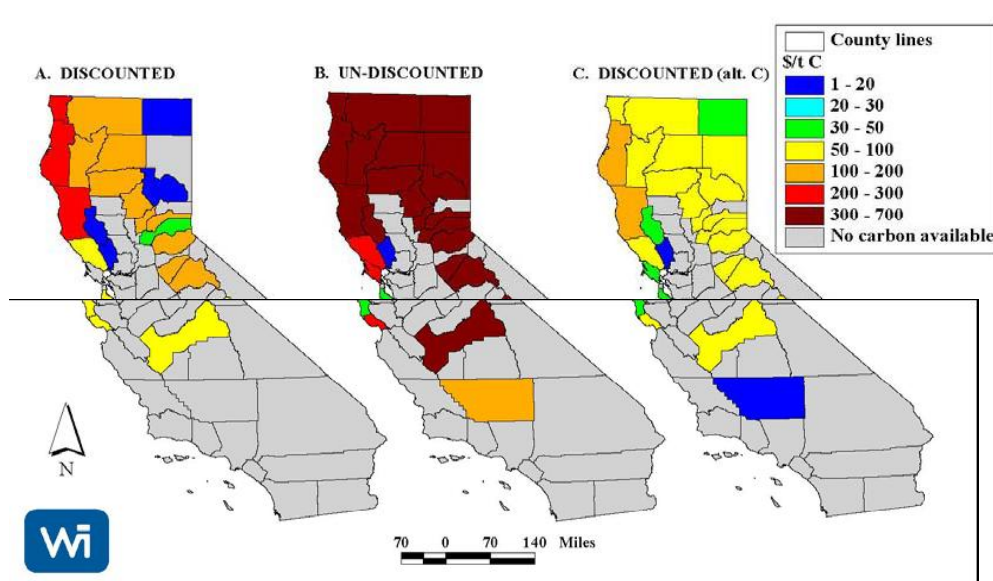 A. DISCOUNTED
B. UN-DISCOUNTED
C. DISCOUNTED (alt. C)
County lines
$/t C
1 - 20
20 - 30
30 - 50
50 - 100
100 - 200
200 - 300
300 - 700
No carbon available
N
Wi
70 0 70 140 Miles